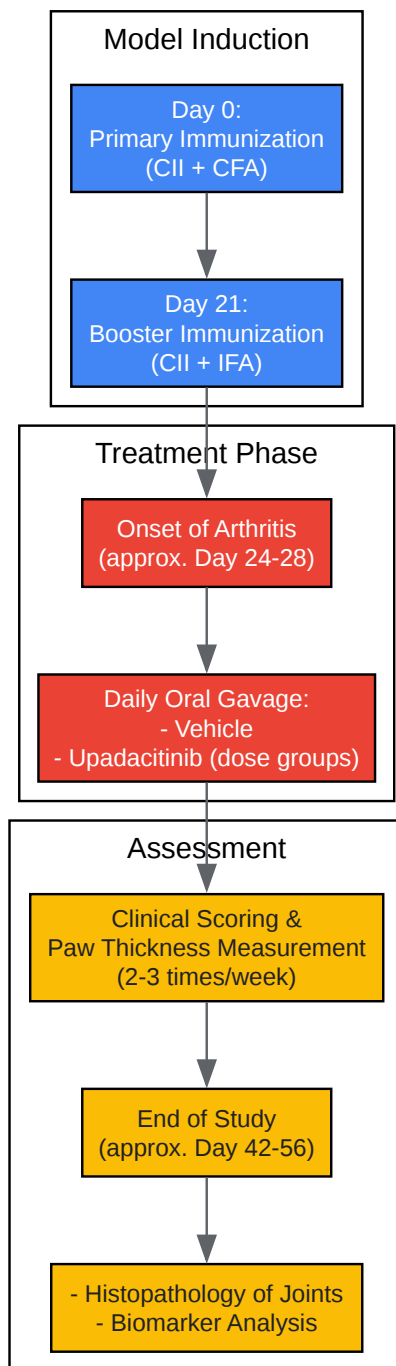 Model Induction
Day 0:
Primary Immunization
(CII + CFA)
Day 21:
Booster Immunization
(CII + IFA)
Treatment Phase
Onset of Arthritis
(approx. Day 24-28)
Daily Oral Gavage:
- Vehicle
- Upadacitinib (dose groups)
Assessment
Clinical Scoring &
Paw Thickness Measurement
(2-3 times/week)
End of Study
(approx. Day 42-56)
- Histopathology of Joints
- Biomarker Analysis